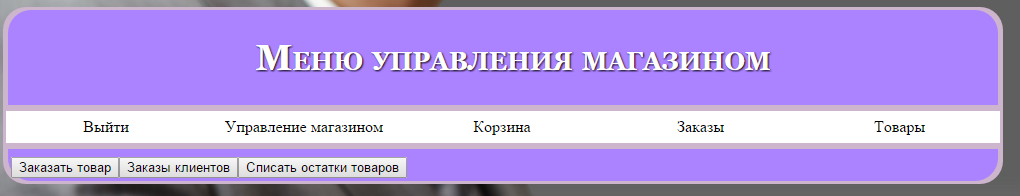 Меню управления магазином
Выйти Управление магазином Корзина Заказы Товары
Заказать товар Заказы клиентов Списать остатки товаров